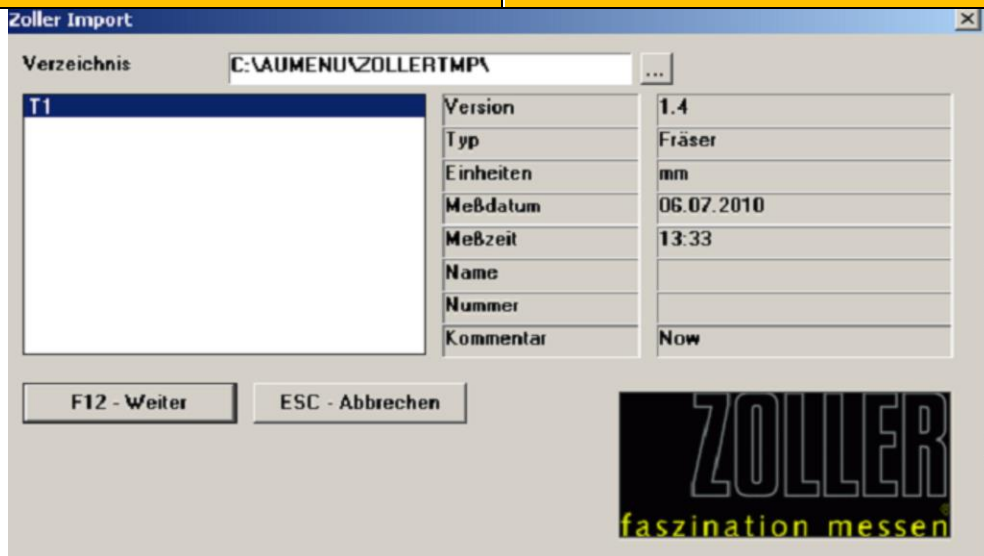 Zoller Import
Verzeichnis C:\AUMENU\ZOLLERTMP\ ...
T1
Version 1.4
Typ Fräser
Einheiten mm
Meßdatum 06.07.2010
Meßzeit 13:33
Name
Nummer
Kommentar Now
F12 - Weiter ESC - Abbrechen
ZOLLER
faszination messen®